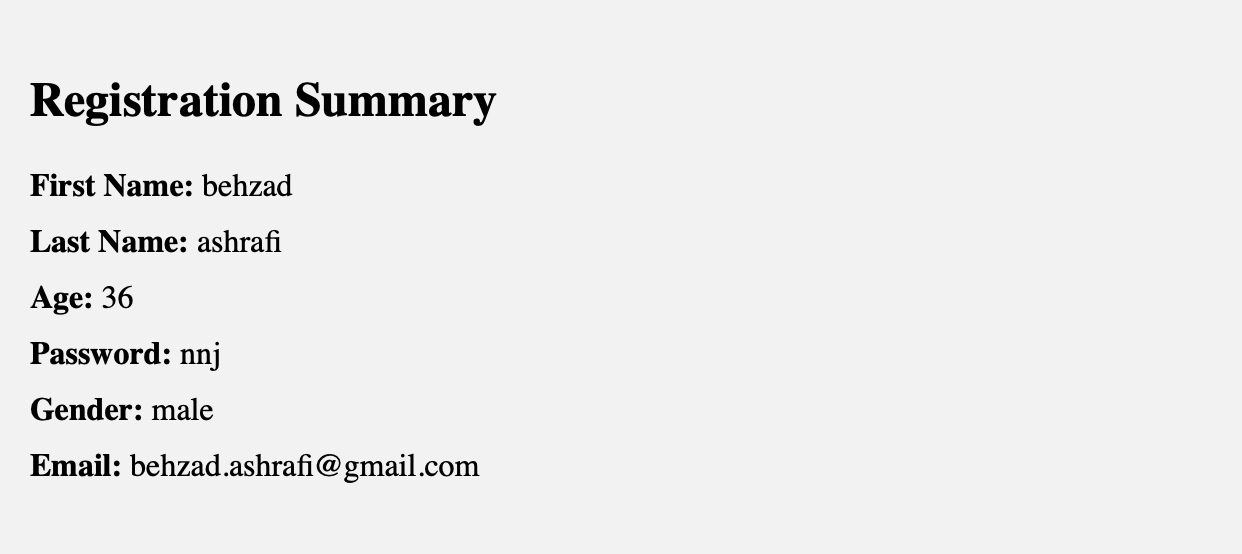 Registration Summary
First Name: behzad
Last Name: ashrafi
Age: 36
Password: nnj
Gender: male
Email: behzad.ashrafi@gmail.com